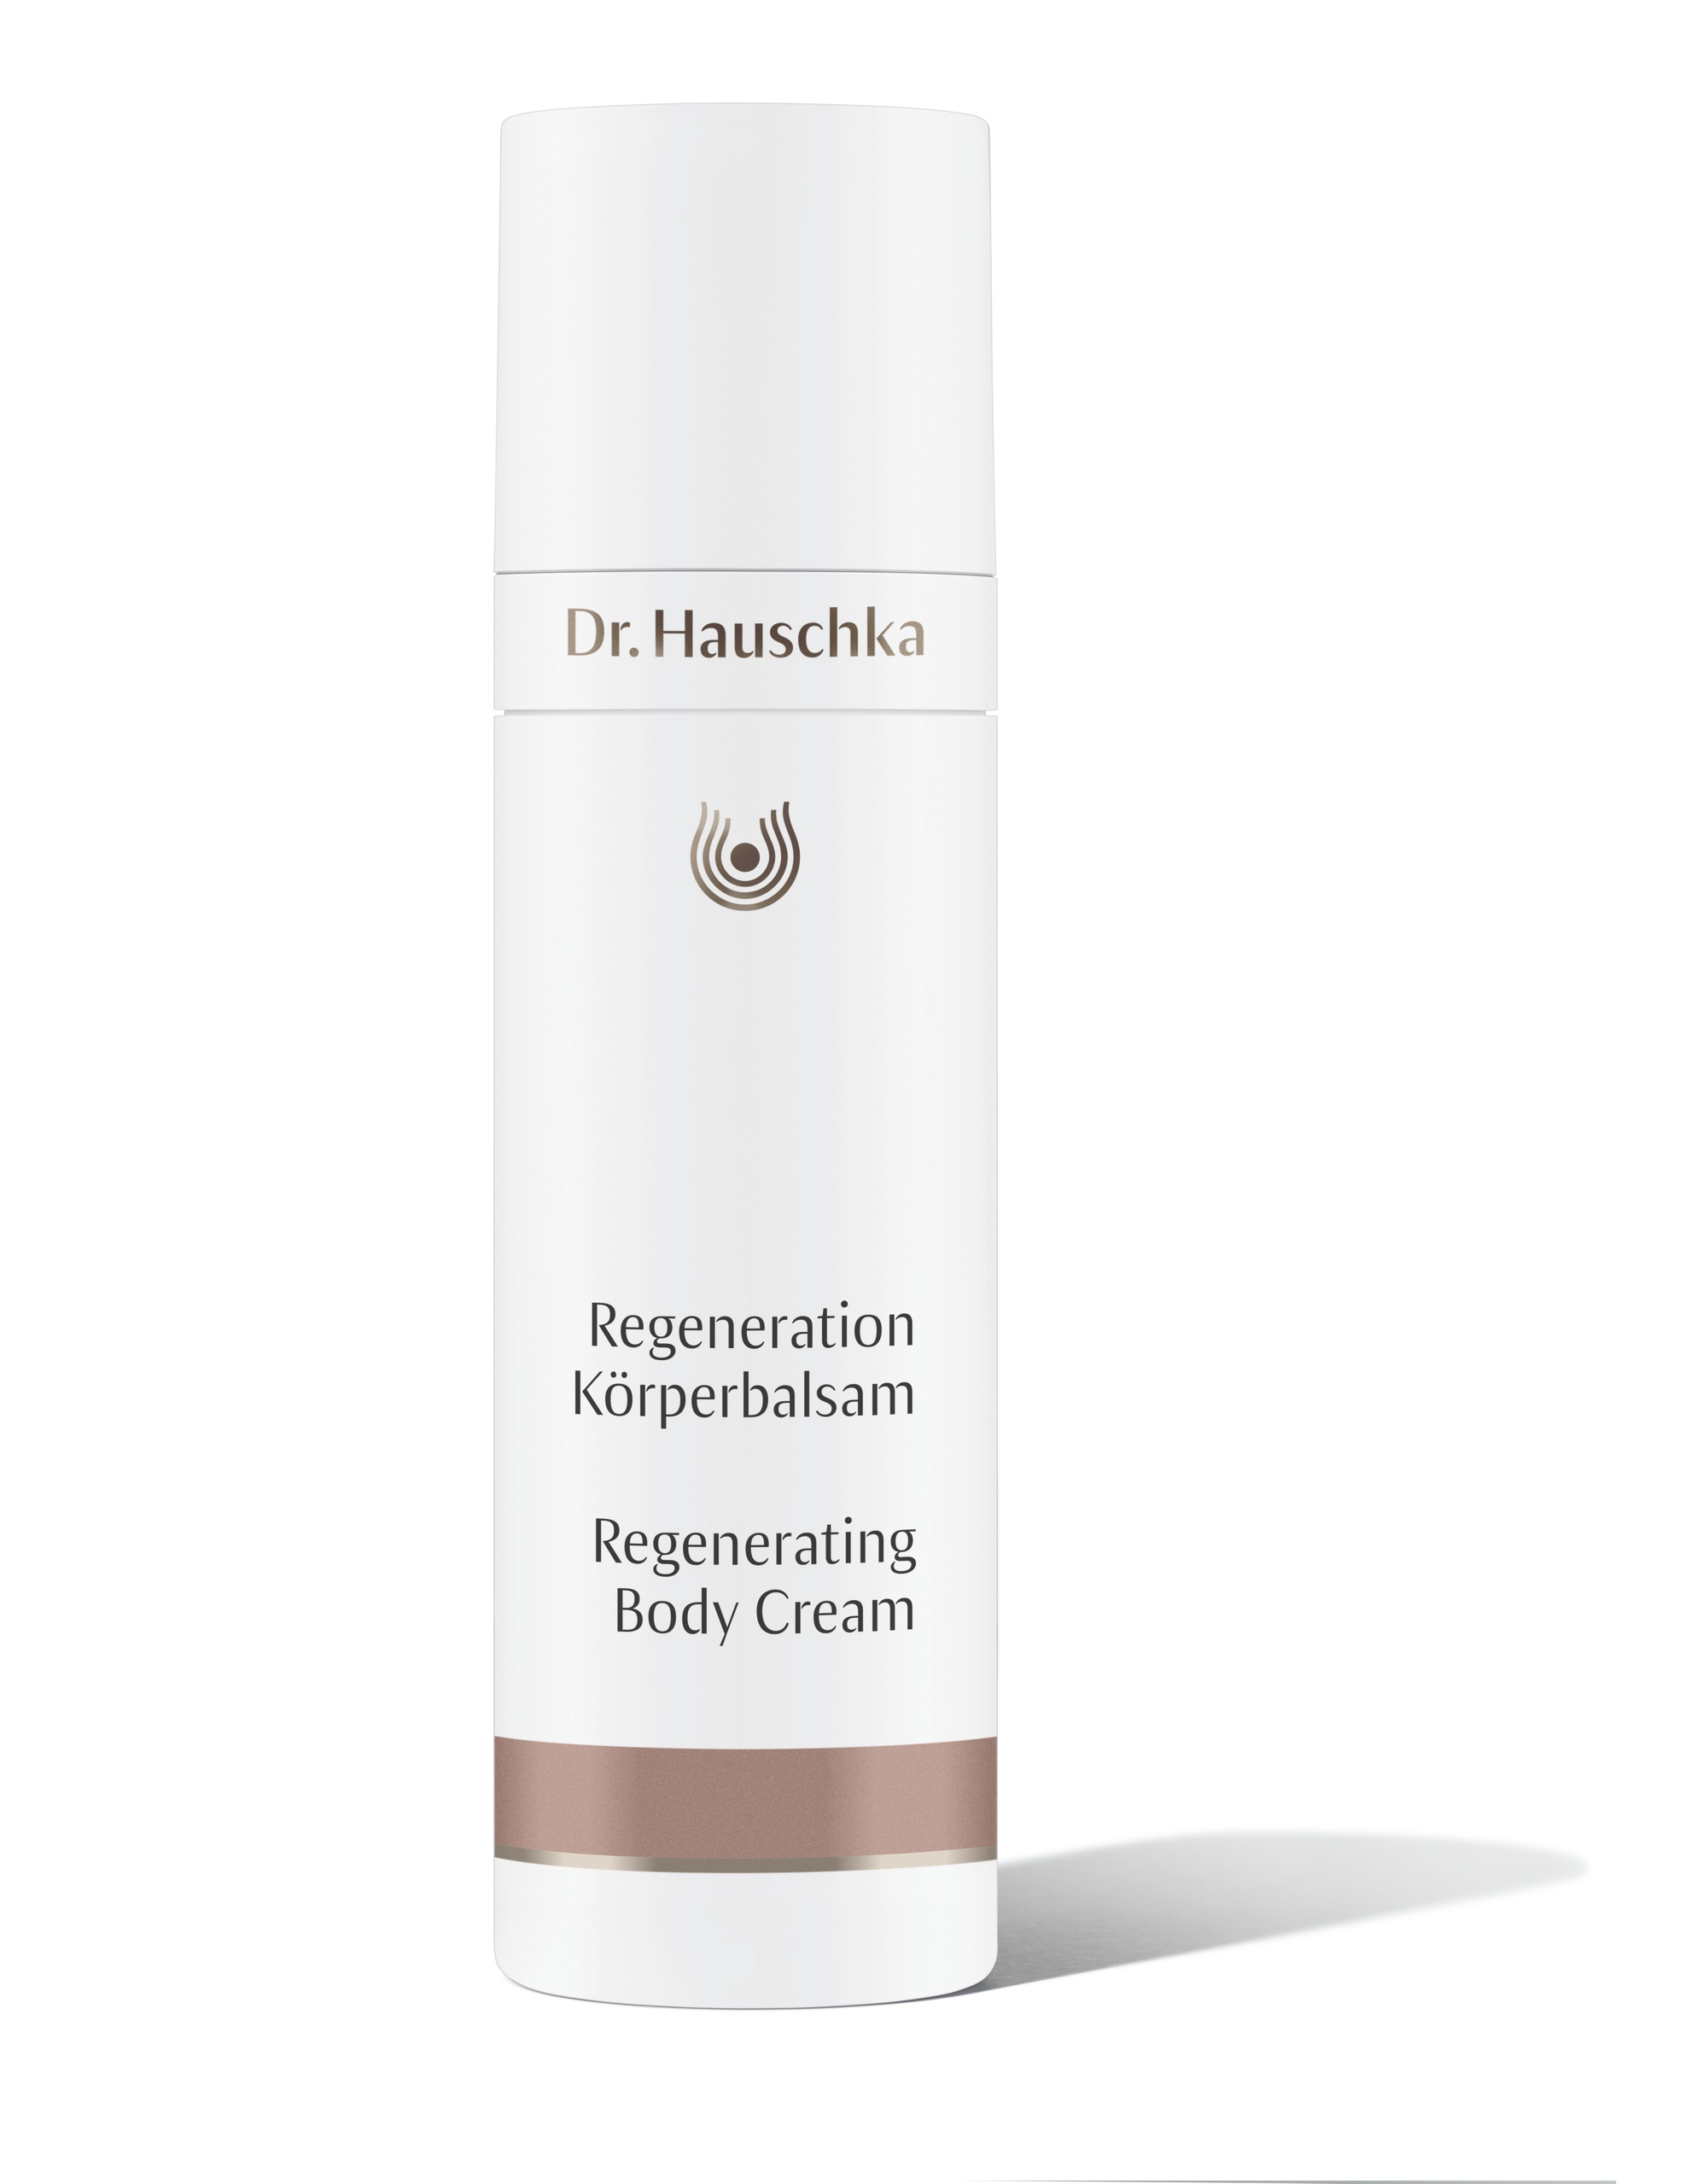 Dr. Hauschka
Regeneration
Körperbalsam
Regenerating
Body Cream